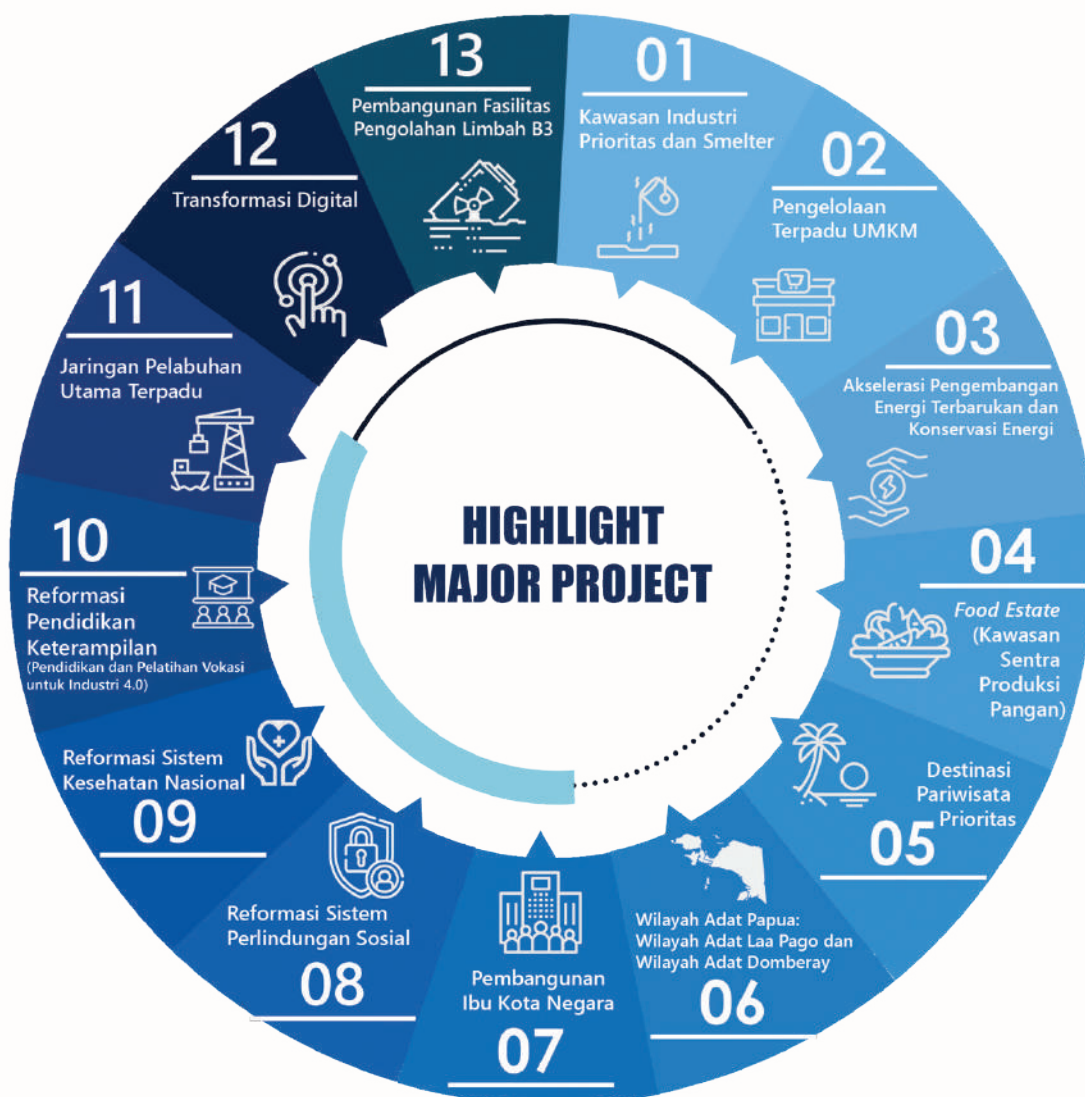 HIGHLIGHT
MAJOR PROJECT
01
Kawasan Industri
Prioritas dan Smelter
02
Pengelolaan
Terpadu UMKM
03
Akselerasi Pengembangan
Energi Terbarukan dan
Konservasi Energi
04
Food Estate
(Kawasan
Sentra
Produksi
Pangan)
Destinasi
Pariwisata
Prioritas
05
Wilayah Adat Papua:
Wilayah Adat Laa Pago dan
Wilayah Adat Domberay
06
Pembangunan
Ibu Kota Negara
07
Reformasi Sistem
Perlindungan Sosial
08
Reformasi Sistem
Kesehatan Nasional
09
10
Reformasi
Pendidikan
Keterampilan
(Pendidikan dan Pelatihan Vokasi
untuk Industri 4.0)
11
Jaringan Pelabuhan
Utama Terpadu
12
Transformasi Digital
13
Pembangunan Fasilitas
Pengolahan Limbah B3